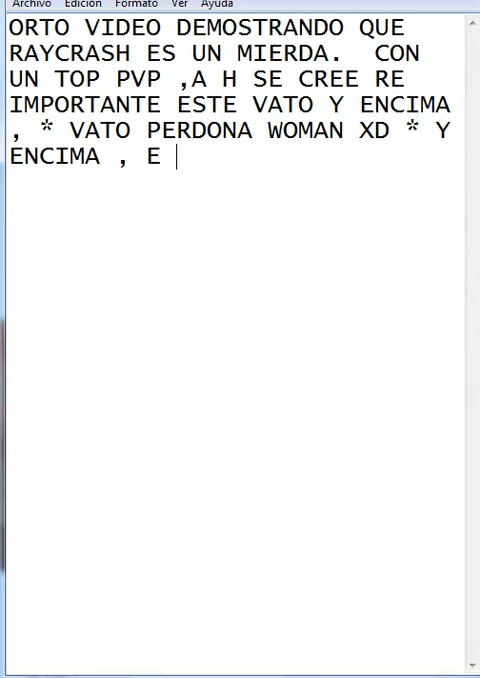 Archivo Edición Formato Ver Ayuda
ORTO VIDEO DEMOSTRANDO QUE
RAYCRASH ES UN MIERDA.  CON
UN TOP PVP ,A H SE CREE RE
IMPORTANTE ESTE VATO Y ENCIMA
, * VATO PERDONA WOMAN XD * Y
ENCIMA , E